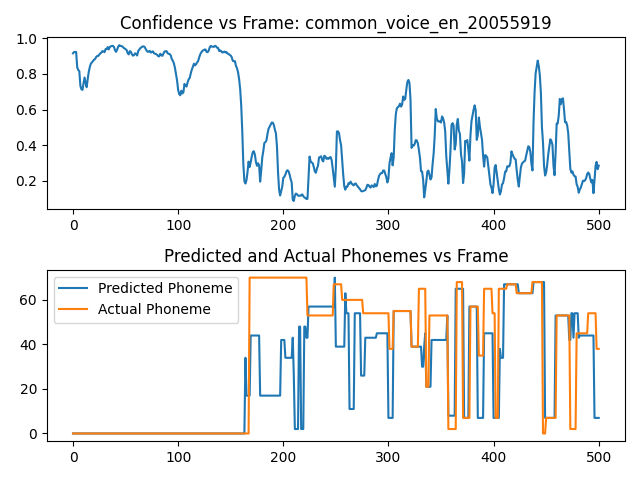 Confidence vs Frame: common_voice_en_20055919
1.0
0.8
0.6
0.4
0.2
0 100 200 300 400 500
Predicted and Actual Phonemes vs Frame
Predicted Phoneme
Actual Phoneme
60
40
20
0
0 100 200 300 400 500